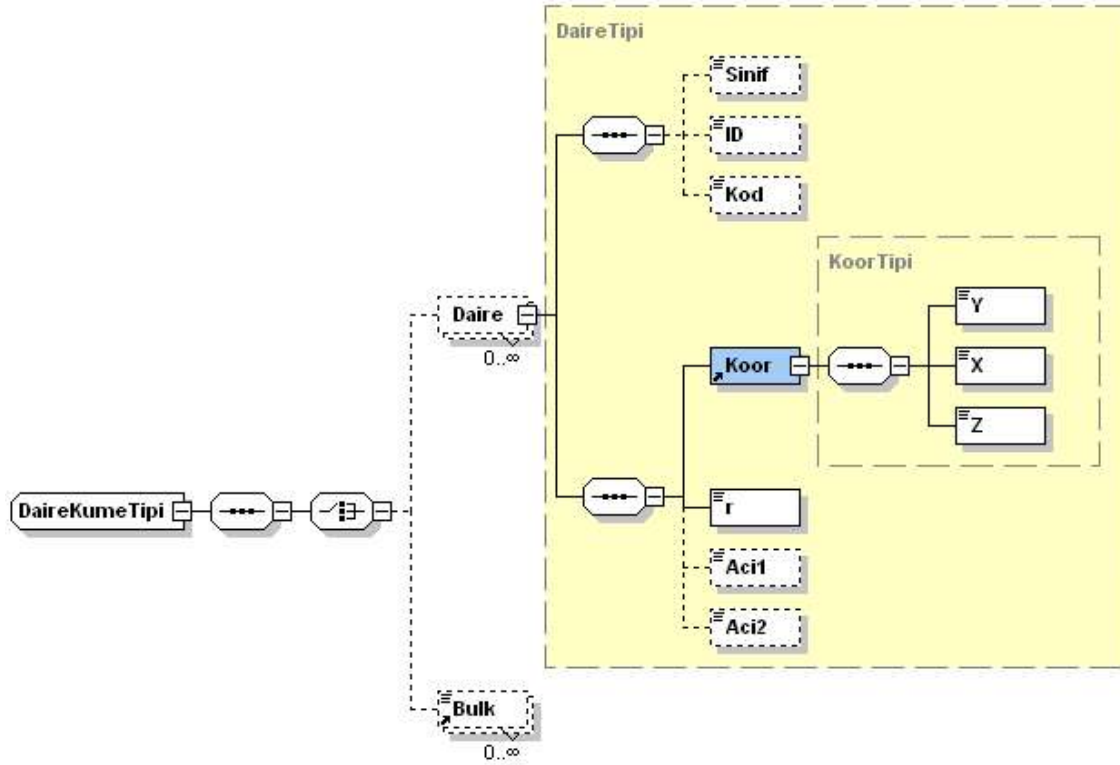 DaireTipi
Sinif
ID
Kod
KoorTipi
Y
Daire
0..∞
Koor
X
Z
DaireKumeTipi
r
Aci1
Aci2
Bulk
0..∞